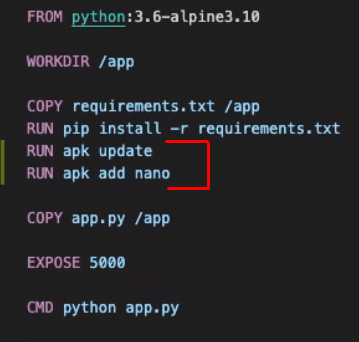 FROM python:3.6-alpine3.10
WORKDIR /app
COPY requirements.txt /app
RUN pip install -r requirements.txt
RUN apk update
RUN apk add nano
COPY app.py /app
EXPOSE 5000
CMD python app.py